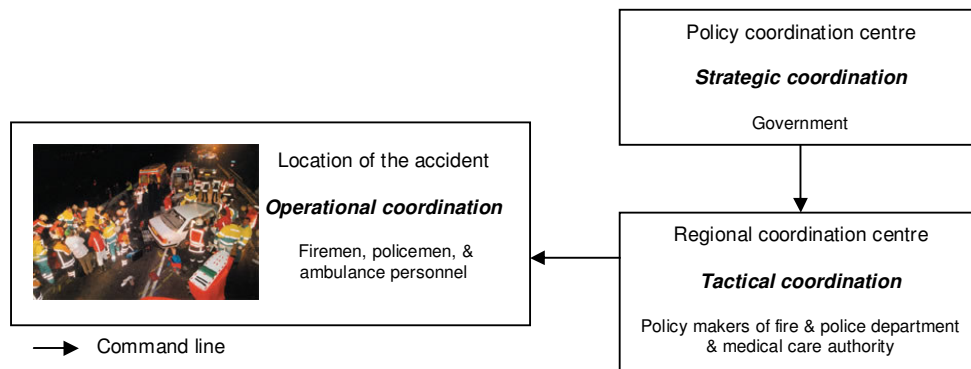 Policy coordination centre
Strategic coordination
Government
Location of the accident
Operational coordination
Firemen, policemen, &
ambulance personnel
Regional coordination centre
Tactical coordination
Policy makers of fire & police department
& medical care authority
Command line